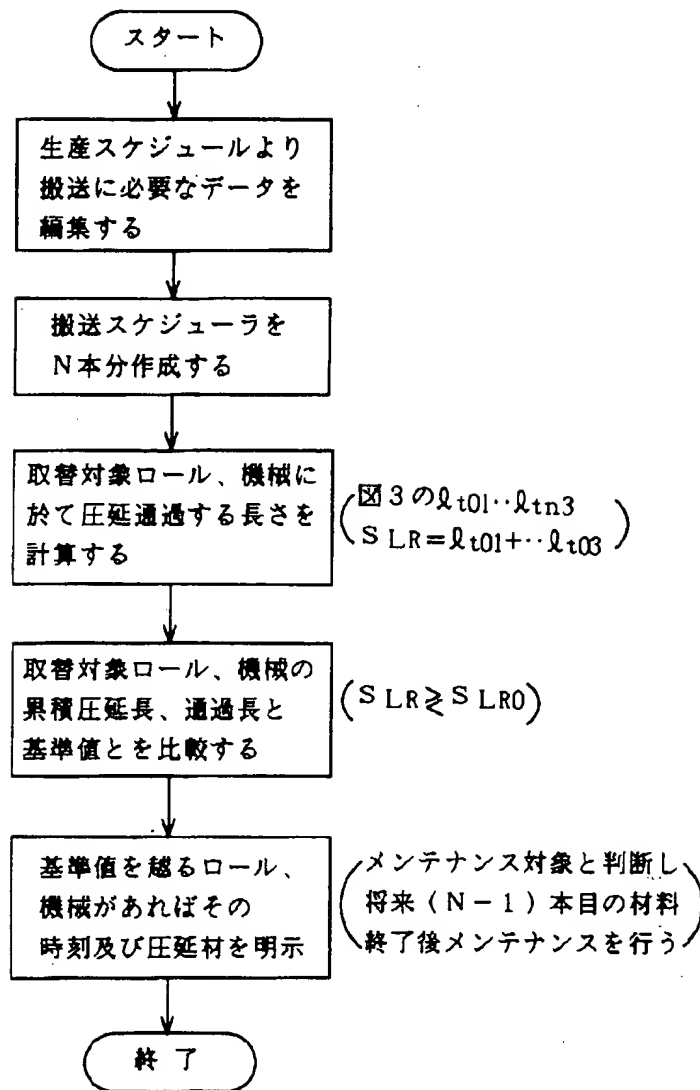 スタート
生産スケジュールより
搬送に必要なデータを
編集する
搬送スケジューラを
N本分作成する
取替対象ロール、機械に
於て圧延通過する長さを
計算する
(図3のℓt01‥ℓtn3
SLR=ℓt01+‥ℓt03)
取替対象ロール、機械の
累積圧延長、通過長と
基準値とを比較する
(SLR≷SLR0)
基準値を越るロール、
機械があればその
時刻及び圧延材を明示
(メンテナンス対象と判断し
将来(N-1)本目の材料
終了後メンテナンスを行う)
終了